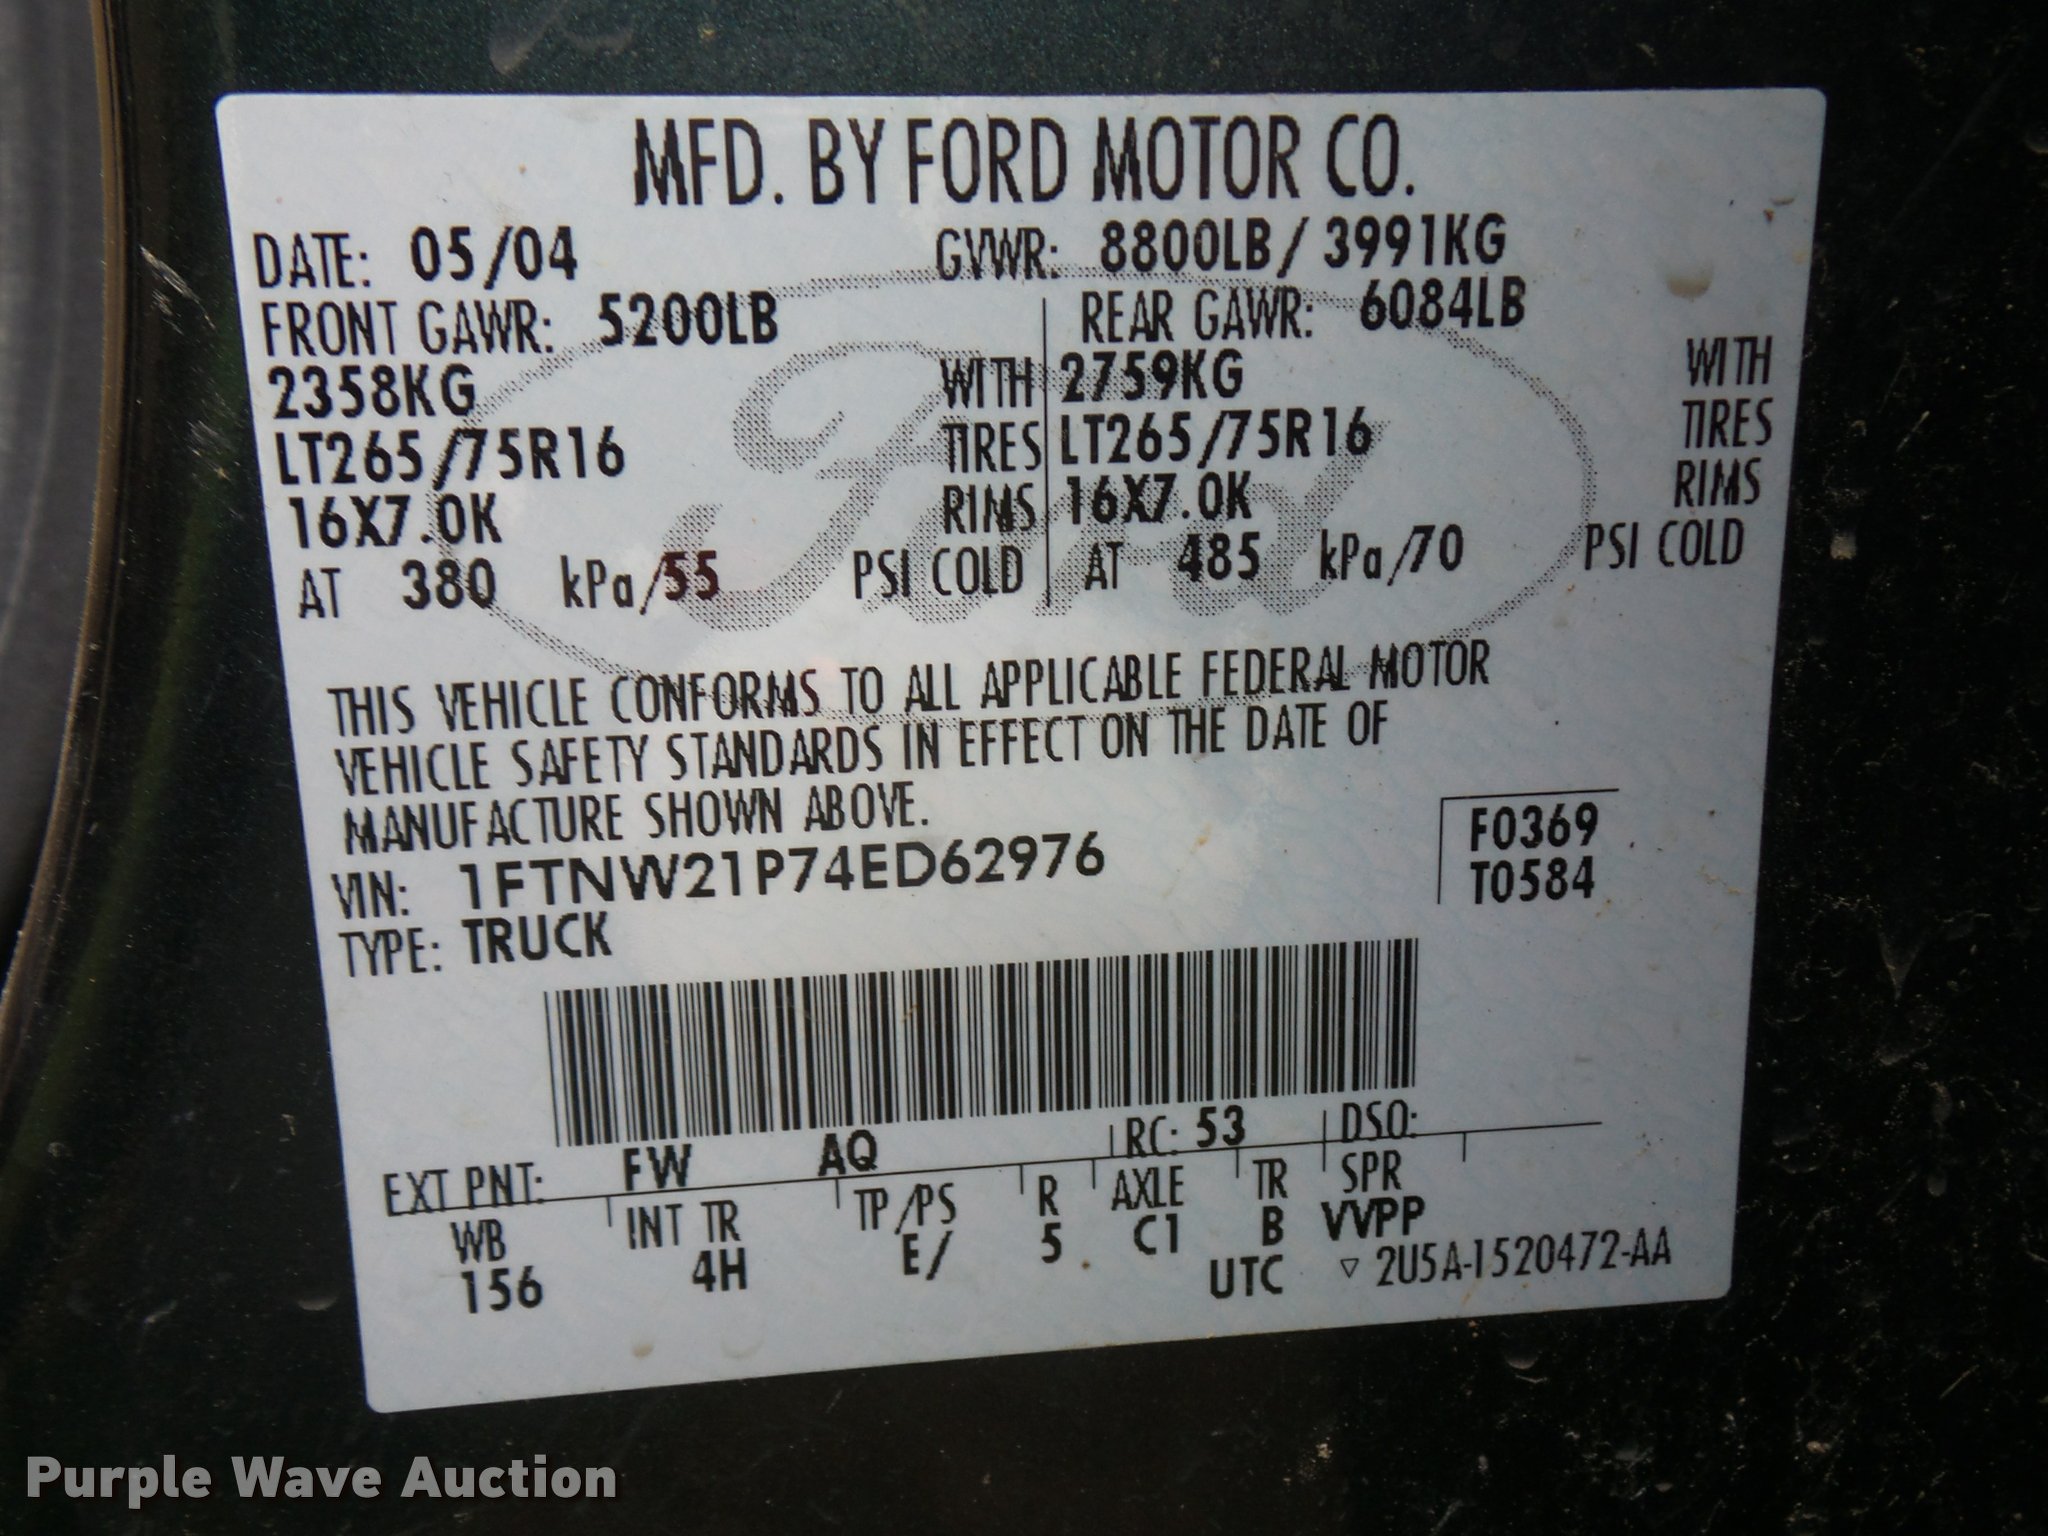 MFD. BY FORD MOTOR CO.
DATE: 05/04 GVWR: 8800LB/ 3991KG
FRONT GAWR: 5200LB REAR GAWR: 6084LB
2358KG WITH 2759KG WITH
LT265/75R16 TIRES LT265/75R16 TIRES
16X7.0K RIMS 16X7.0K RIMS
AT 380 kPa/55 PSI COLD AT 485 kPa/70 PSI COLD
Ford
THIS VEHICLE CONFORMS TO ALL APPLICABLE FEDERAL MOTOR
VEHICLE SAFETY STANDARDS IN EFFECT ON THE DATE OF
MANUFACTURE SHOWN ABOVE.
F0369
VIN: 1FTNW21P74ED62976
T0584
TYPE: TRUCK
EXT PNT: FW AQ RC: 53 DSO:
WB INT TR TP/PS R AXLE TR SPR
156 4H E/ 5 C1 B VVPP
UTC ▽ 2U5A-1520472-AA
Purple Wave Auction